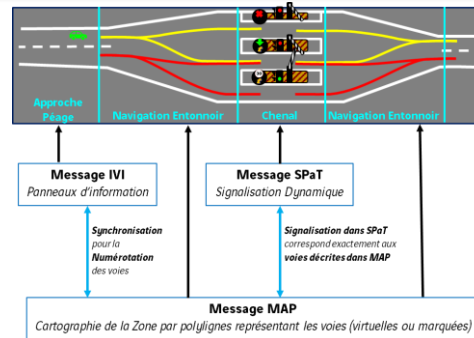 Approche
Péage
Navigation Entonnoir
Chenal
Navigation Entonnoir
Message IVI
Panneaux d'information
Message SPaT
Signalisation Dynamique
Synchronisation
pour la
Numérotation
des voies
Signalisation dans SPaT
correspond exactement aux
voies décrites dans MAP
Message MAP
Cartographie de la Zone par polylignes représentant les voies (virtuelles ou marquées)